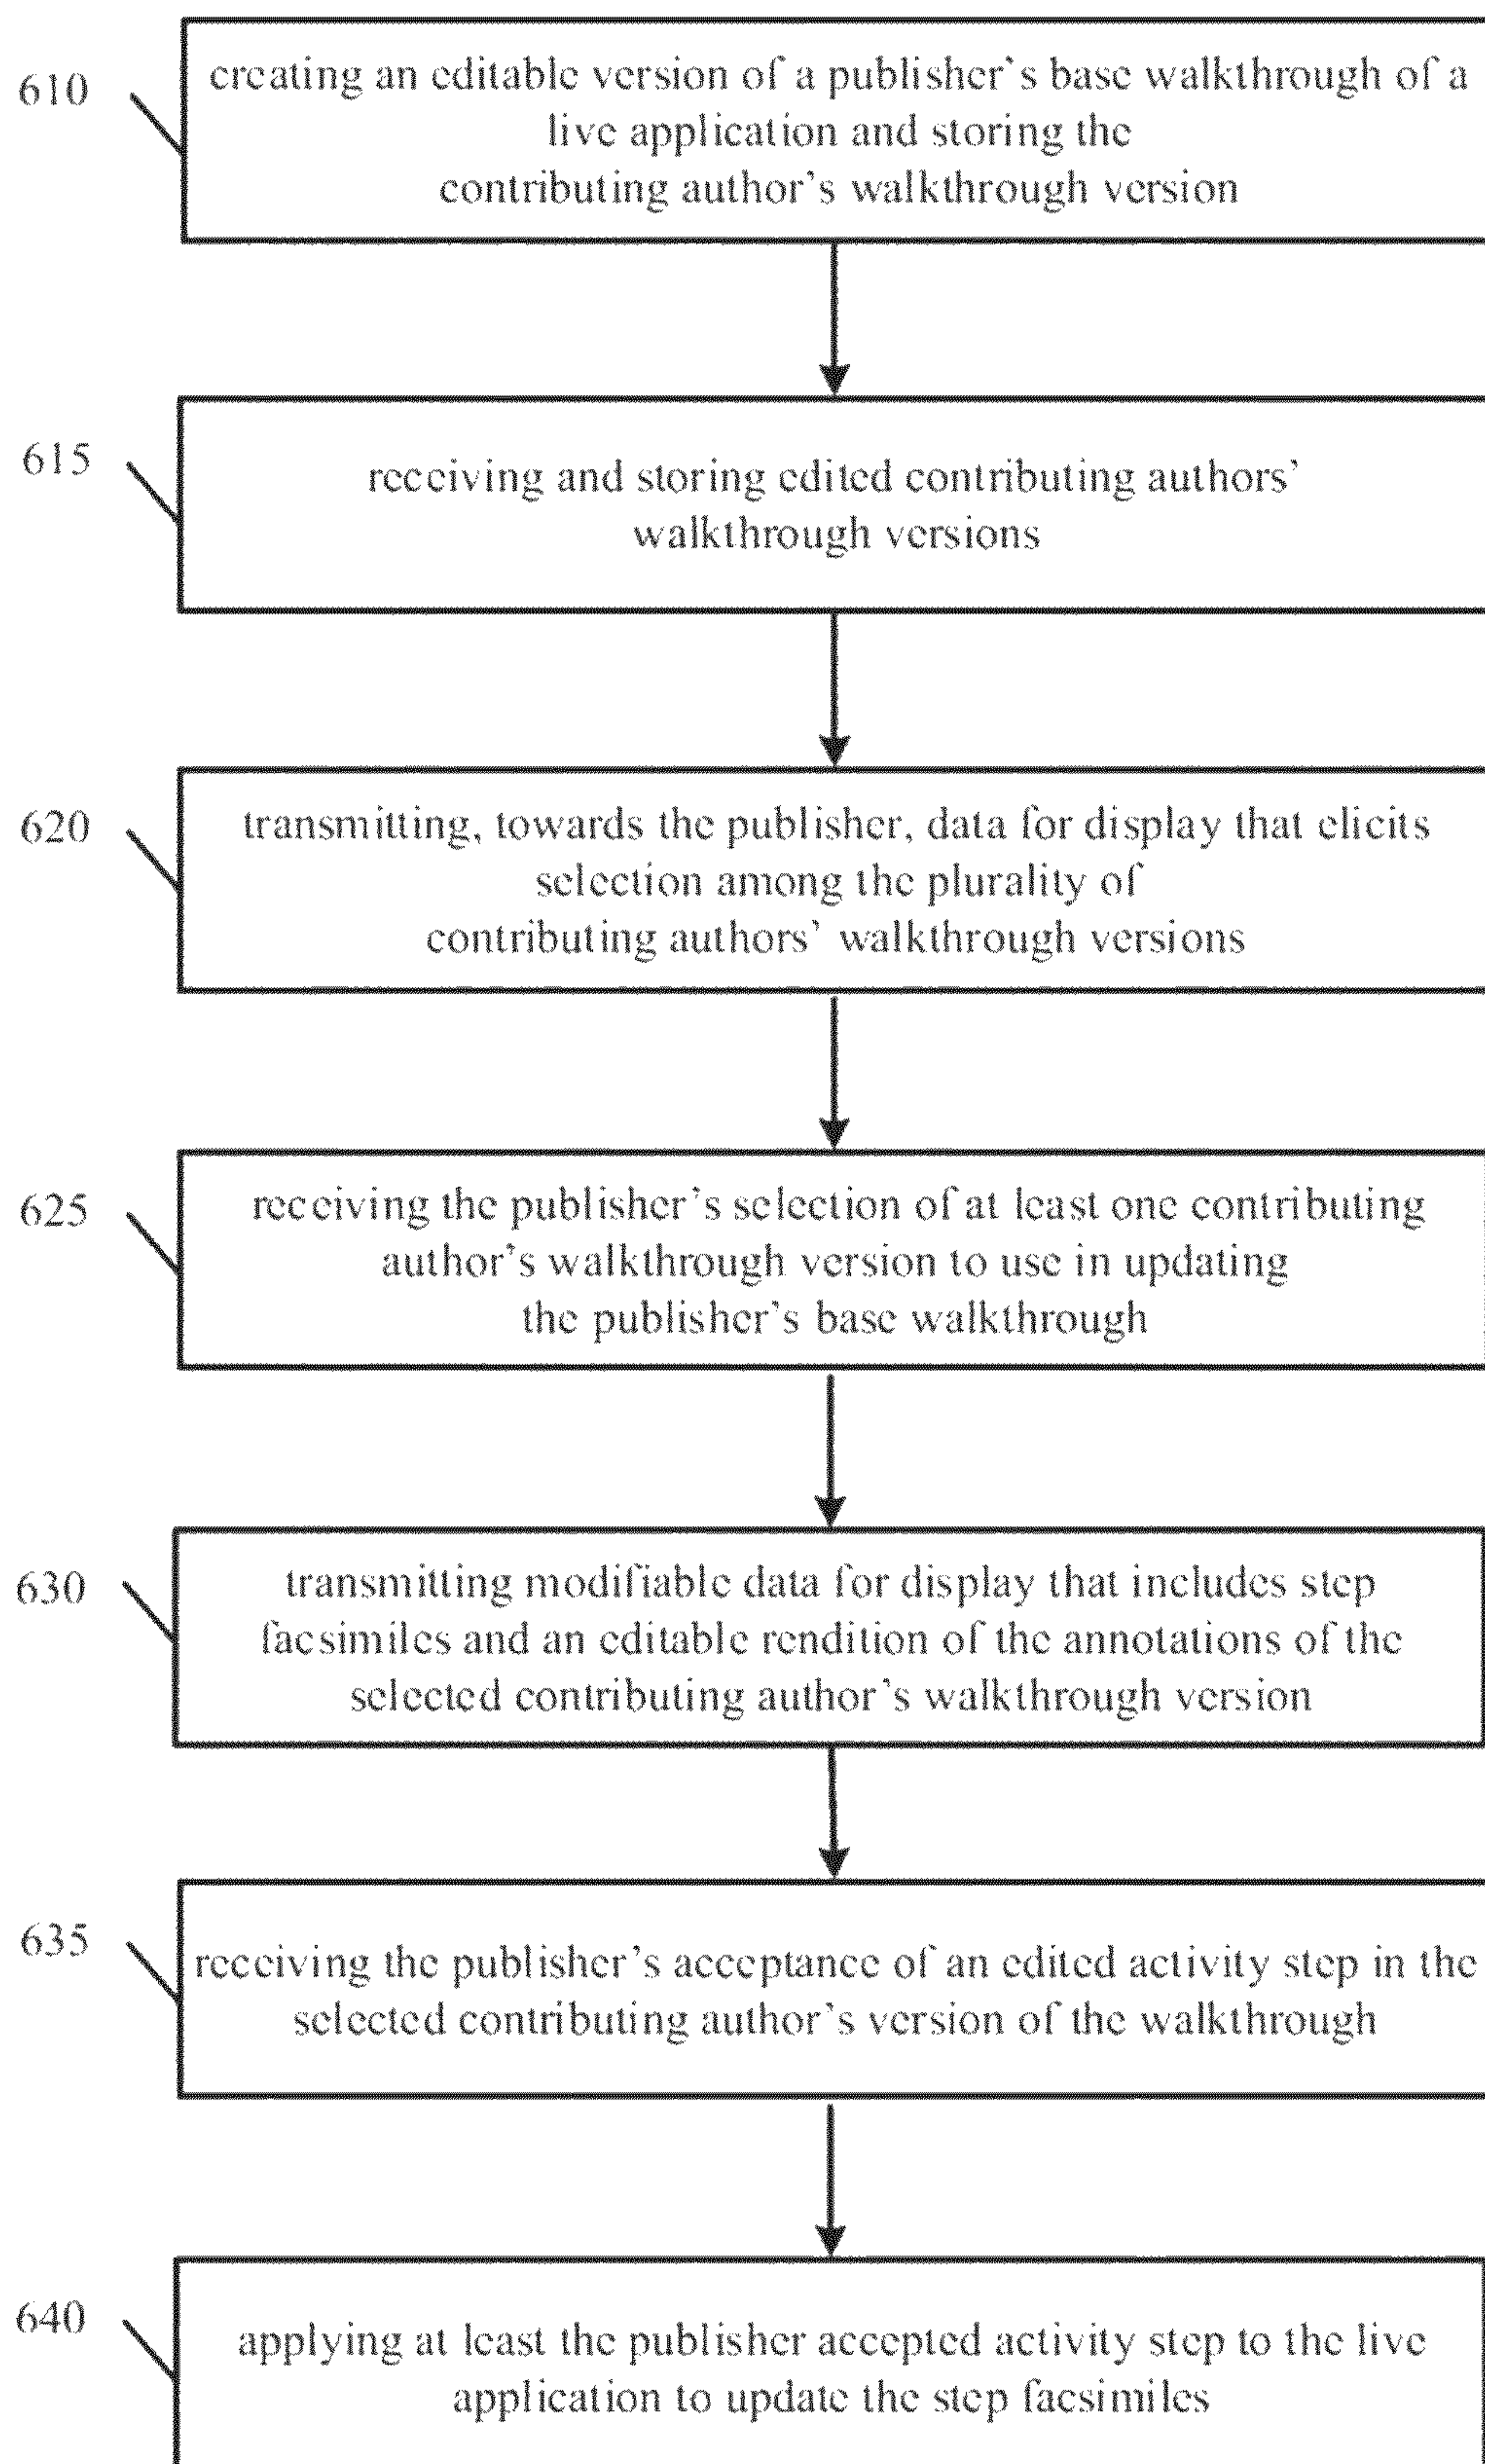 610
creating an editable version of a publisher's base walkthrough of a
live application and storing the
contributing author's walkthrough version
615
receiving and storing edited contributing authors'
walkthrough versions
620
transmitting, towards the publisher, data for display that elicits
selection among the plurality of
contributing authors' walkthrough versions
625
receiving the publisher's selection of at least one contributing
author's walkthrough version to use in updating
the publisher's base walkthrough
630
transmitting modifiable data for display that includes step
facsimiles and an editable rendition of the annotations of the
selected contributing author's walkthrough version
635
receiving the publisher's acceptance of an edited activity step in the
selected contributing author's version of the walkthrough
640
applying at least the publisher accepted activity step to the live
application to update the step facsimiles